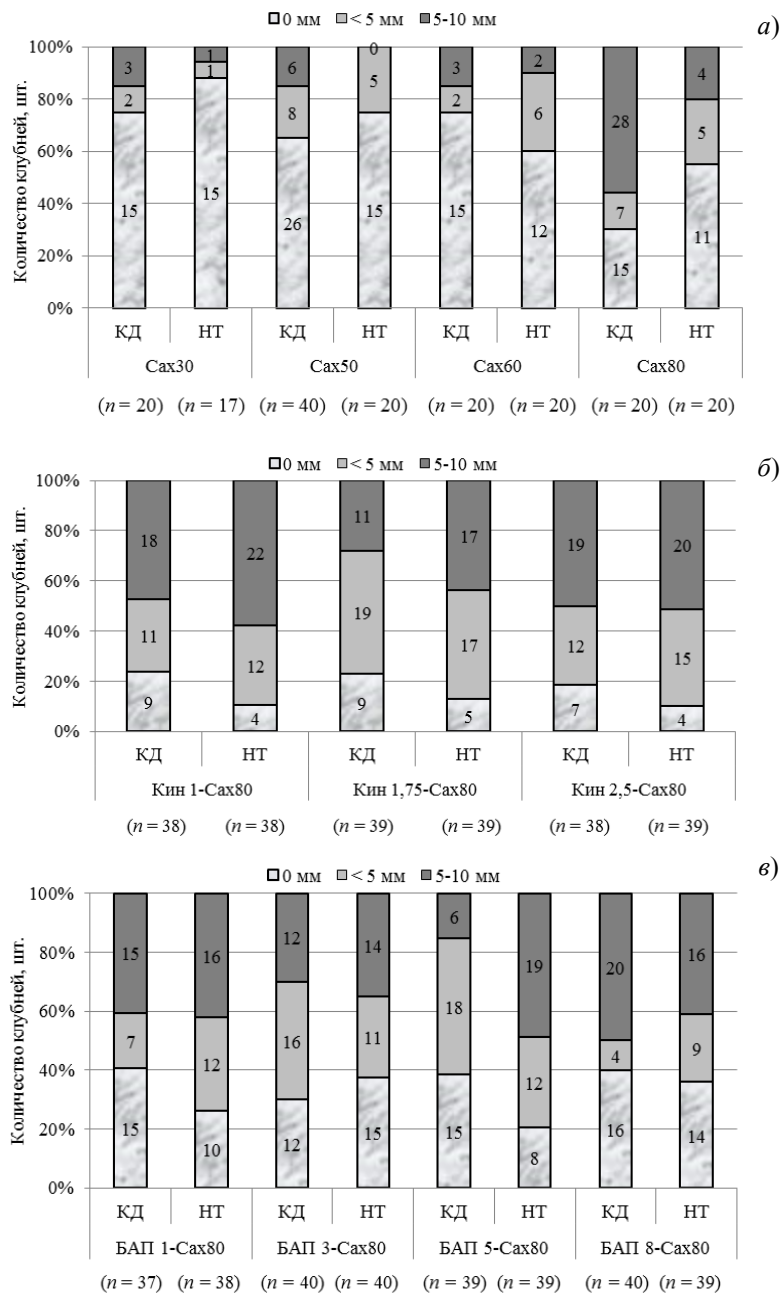 0 мм < 5 мм 5-10 мм
а)
Количество клубней, шт.
100%
80%
60%
40%
20%
0%
3 1 6 0 3 2 28 4
2 1 8 5 2 6 7 5
15 15 26 15 15 12 15 11
КД НТ КД НТ КД НТ КД НТ
Сах30 Сах50 Сах60 Сах80
(n = 20) (n = 17) (n = 40) (n = 20) (n = 20) (n = 20) (n = 20) (n = 20)
0 мм < 5 мм 5-10 мм
б)
Количество клубней, шт.
100%
80%
60%
40%
20%
0%
18 22 11 17 19 20
11 12 19 17 12 15
9 4 9 5 7 4
КД НТ КД НТ КД НТ
Кин 1-Сах80 Кин 1,75-Сах80 Кин 2,5-Сах80
(n = 38) (n = 38) (n = 39) (n = 39) (n = 38) (n = 39)
0 мм < 5 мм 5-10 мм
в)
Количество клубней, шт.
100%
80%
60%
40%
20%
0%
15 16 12 14 6 19 20 16
7 12 16 11 18 12 4 9
15 10 12 15 15 8 16 14
КД НТ КД НТ КД НТ КД НТ
БАП 1-Сах80 БАП 3-Сах80 БАП 5-Сах80 БАП 8-Сах80
(n = 37) (n = 38) (n = 40) (n = 40) (n = 39) (n = 39) (n = 40) (n = 39)